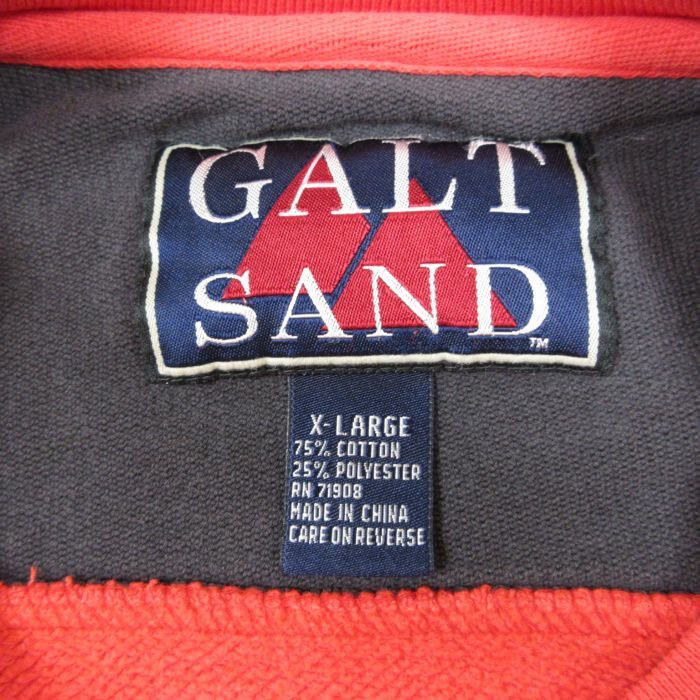 GALT
SAND
TM
X-LARGE
75% COTTON
25% POLYESTER
RN 71908
MADE IN CHINA
CARE ON REVERSE